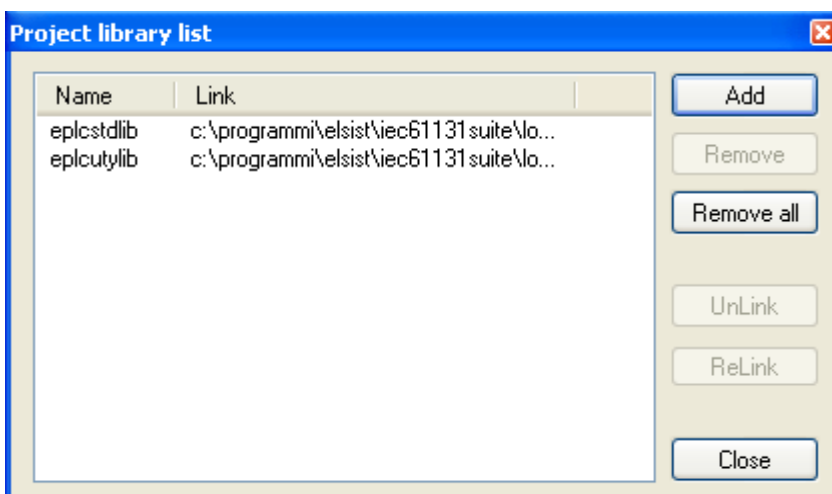 Project library list
Name Link
eplcstdlib c:\programmi\elsist\iec61131suite\lo...
eplcutylib c:\programmi\elsist\iec61131suite\lo...
Add
Remove
Remove all
UnLink
ReLink
Close